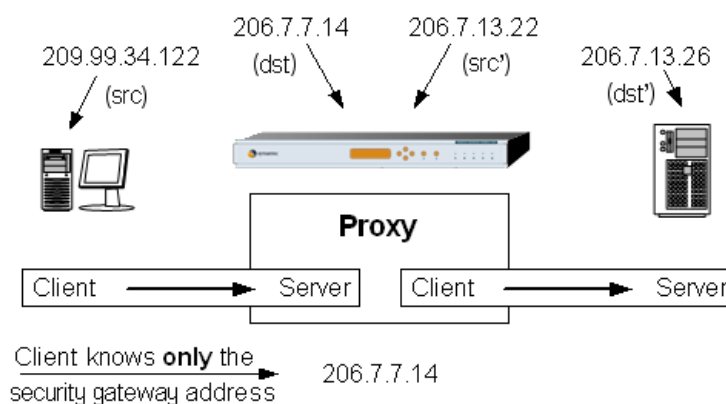 206.7.7.14
206.7.13.22
209.99.34.122
206.7.13.26
(dst)
(src')
(src)
(dst')
Proxy
Client
Server
Client
Server
Client knows only the
security gateway address
206.7.7.14